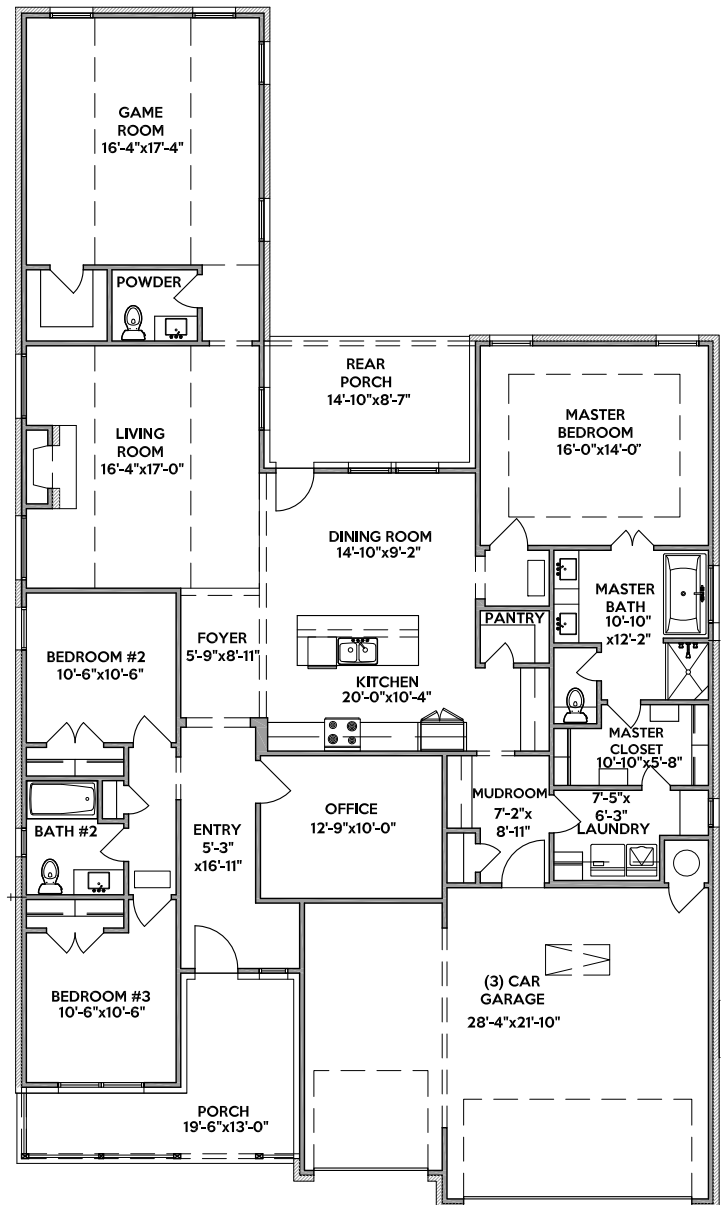 GAME
ROOM
16'-4"x17'-4"
POWDER
REAR
PORCH
14'-10"x8'-7"
MASTER
BEDROOM
16'-0"x14'-0"
LIVING
ROOM
16'-4"x17'-0"
DINING ROOM
14'-10"x9'-2"
MASTER
BATH
10'-10"
x12'-2"
PANTRY
FOYER
5'-9"x8'-11"
BEDROOM #2
10'-6"x10'-6"
KITCHEN
20'-0"x10'-4"
MASTER
CLOSET
10'-10"x5'-8"
MUDROOM
7'-2"x
8'-11"
7'-5"x
6'-3"
LAUNDRY
OFFICE
12'-9"x10'-0"
BATH #2
ENTRY
5'-3"
x16'-11"
BEDROOM #3
10'-6"x10'-6"
(3) CAR
GARAGE
28'-4"x21'-10"
PORCH
19'-6"x13'-0"